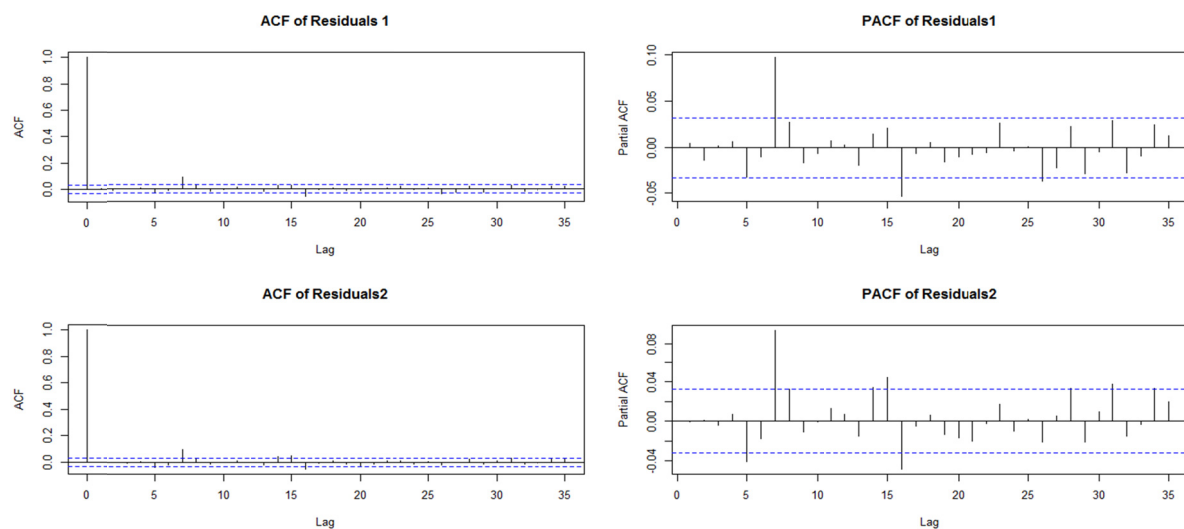 ACF of Residuals 1
ACF
0.0 0.2 0.4 0.6 0.8 1.0
0 5 10 15 20 25 30 35
Lag
PACF of Residuals1
Partial ACF
-0.05 0.00 0.05 0.10
0 5 10 15 20 25 30 35
Lag
ACF of Residuals2
ACF
0.0 0.2 0.4 0.6 0.8 1.0
0 5 10 15 20 25 30 35
Lag
PACF of Residuals2
Partial ACF
-0.04 0.00 0.04 0.08
0 5 10 15 20 25 30 35
Lag